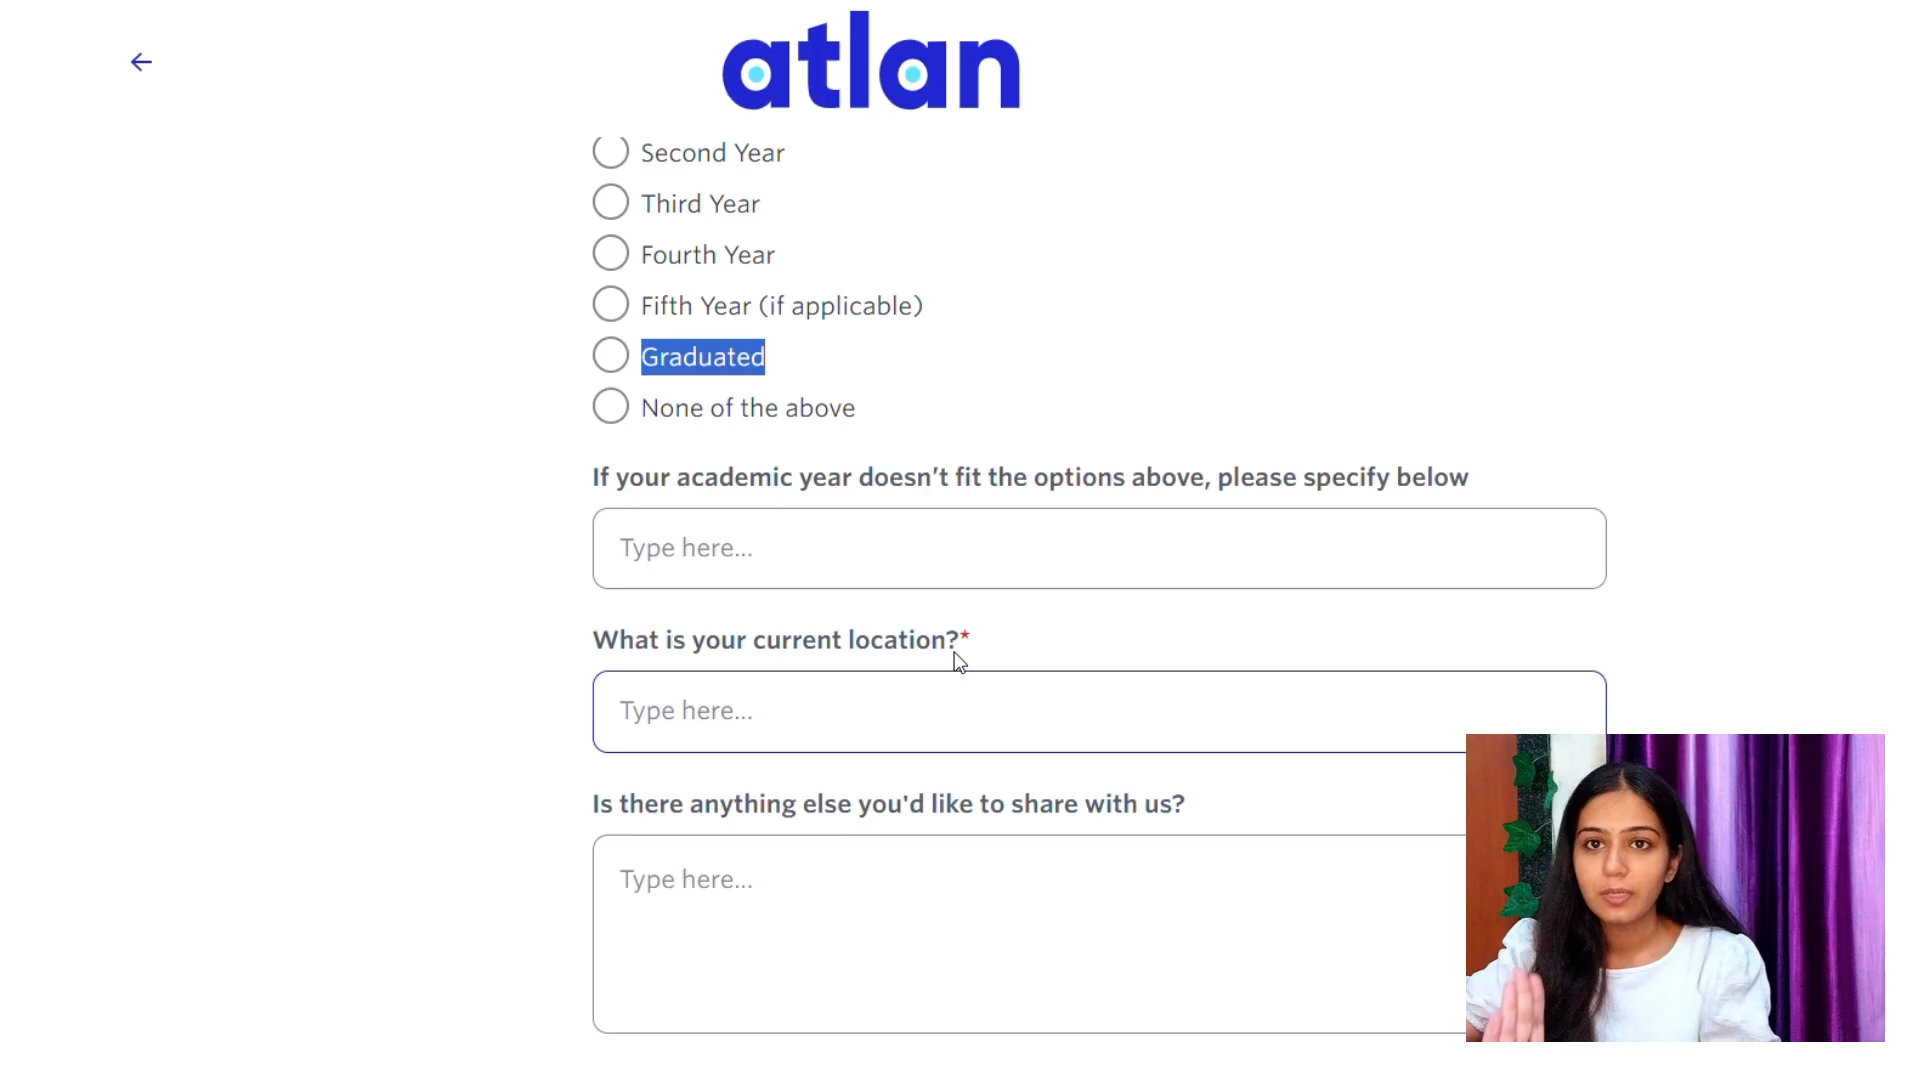 atlan
Second Year
Third Year
Fourth Year
Fifth Year (if applicable)
Graduated
None of the above
If your academic year doesn’t fit the options above, please specify below
Type here...
What is your current location?*
Type here...
Is there anything else you'd like to share with us?
Type here...